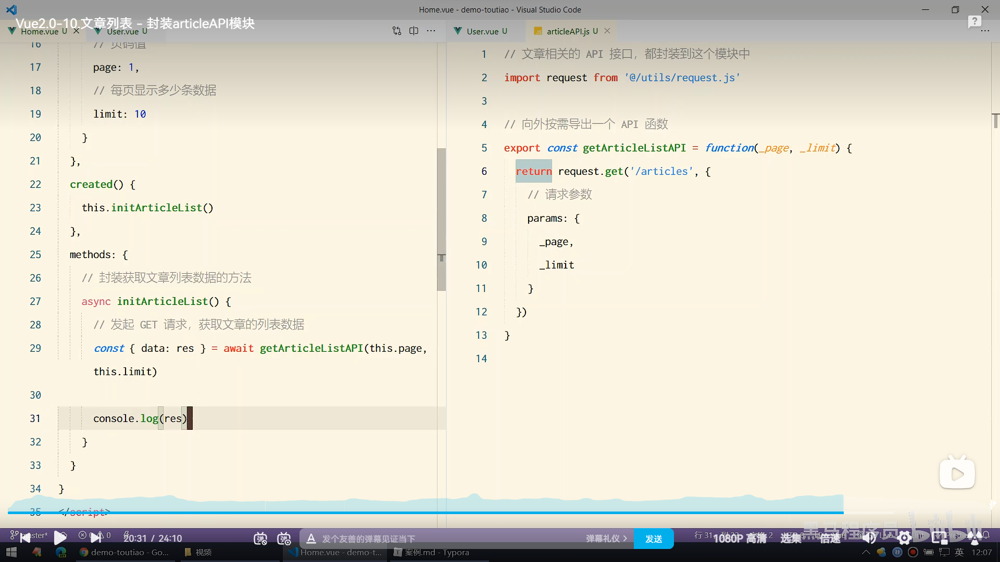 Home.vue - demo-toutiao - Visual Studio Code
Vue2.0-10.文章列表 - 封装articleAPI模块
Home.vue U
User.vue U
User.vue U
JS articleAPI.js U
16 // 页码值
17 page: 1,
18 // 每页显示多少条数据
19 limit: 10
20 }
21 },
22 created() {
23 this.initArticleList()
24 },
25 methods: {
26 // 封装获取文章列表数据的方法
27 async initArticleList() {
28 // 发起 GET 请求，获取文章的列表数据
29 const { data: res } = await getArticleListAPI(this.page,
this.limit)
30
31 console.log(res)
32 }
33 }
34 }
35 </script>
1 // 文章相关的 API 接口，都封装到这个模块中
2 import request from '@/utils/request.js'
3
4 // 向外按需导出一个 API 函数
5 export const getArticleListAPI = function(_page, _limit) {
6 return request.get('/articles', {
7 // 请求参数
8 params: {
9 _page,
10 _limit
11 }
12 })
13 }
14
黑马程序员 bilibili
master*
0
20:31 / 24:10
弹
弹
A 发个友善的弹幕见证当下
弹幕礼仪 >
发送
行 31
1080P 高清
选集
倍速
demo-toutiao - Go...
视频
Home.vue - demo-t...
案例.md - Typora
英
12:07